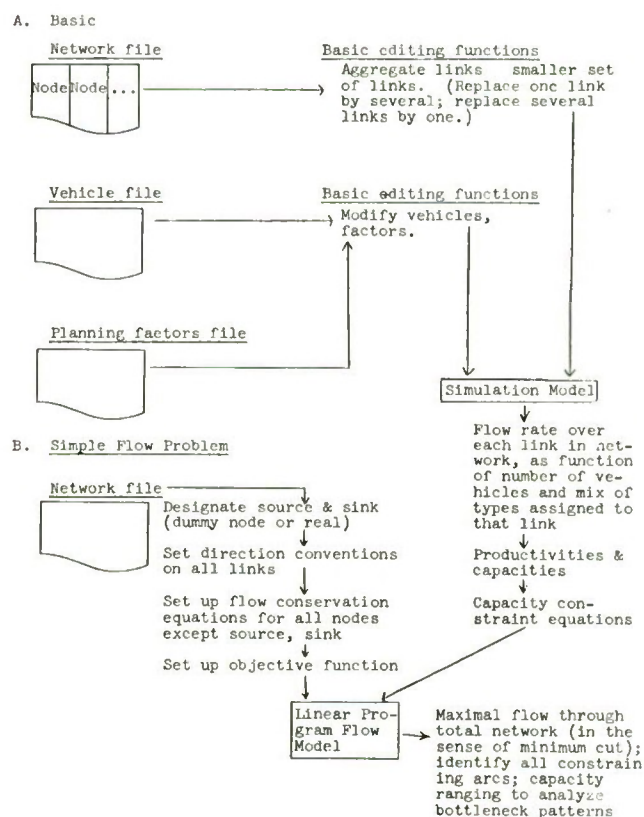 A. Basic
Network file
Basic editing functions
Node Node ...
Aggregate links smaller set
of links. (Replace one link
by several; replace several
links by one.)
Vehicle file
Basic editing functions
Modify vehicles,
factors.
Planning factors file
Simulation Model
Flow rate over
each link in net-
work, as function
of number of ve-
hicles and mix of
types assigned to
that link
Productivities &
capacities
Capacity con-
straint equations
B. Simple Flow Problem
Network file
Designate source & sink
(dummy node or real)
Set direction conventions
on all links
Set up flow conservation
equations for all nodes
except source, sink
Set up objective function
Linear Pro-
gram Flow
Model
Maximal flow through
total network (in the
sense of minimum cut);
identify all constrain
ing arcs; capacity
ranging to analyze
bottleneck patterns